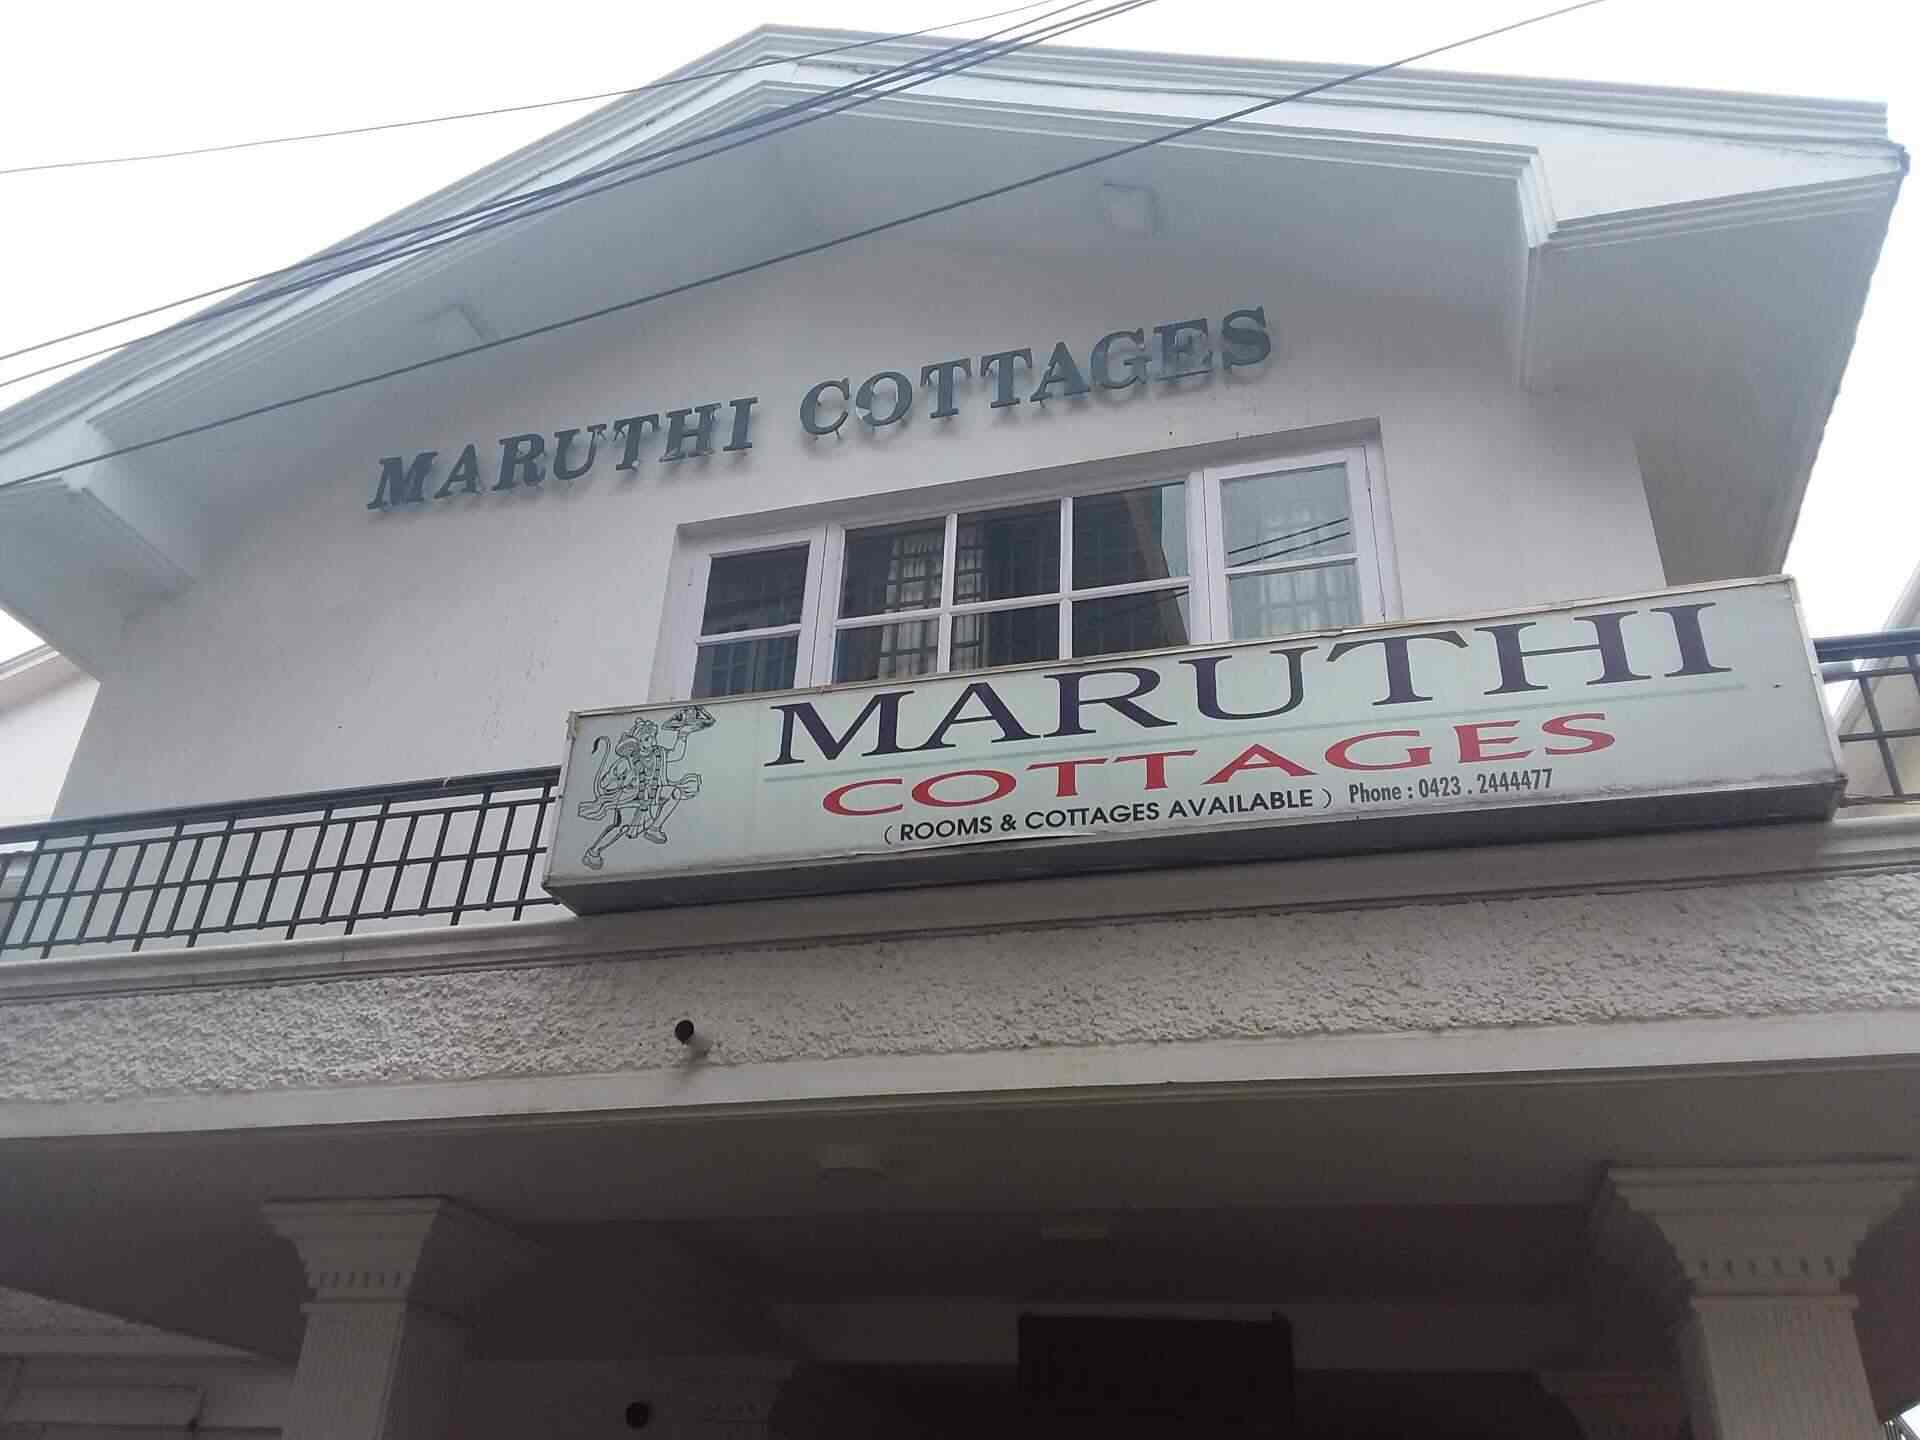 MARUTHI COTTAGES
MARUTHI
COTTAGES
( ROOMS & COTTAGES AVAILABLE ) Phone : 0423 . 2444477